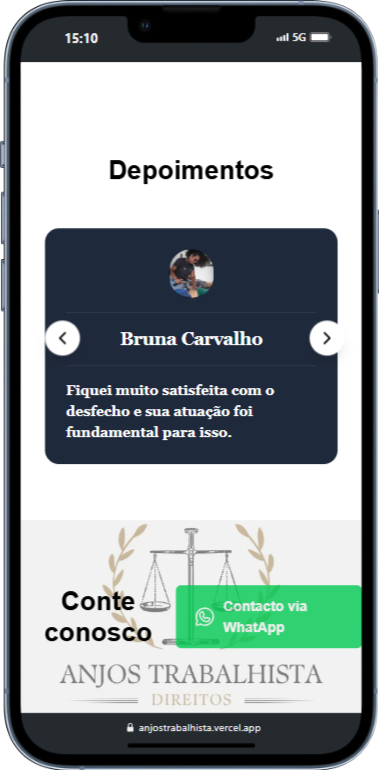 15:10
5G
Depoimentos
Bruna Carvalho
Fiquei muito satisfeita com o
desfecho e sua atuação foi
fundamental para isso.
Conte
conosco
Contacto via
WhatApp
ANJOS TRABALHISTA
DIREITOS
anjostrabalhista.vercel.app